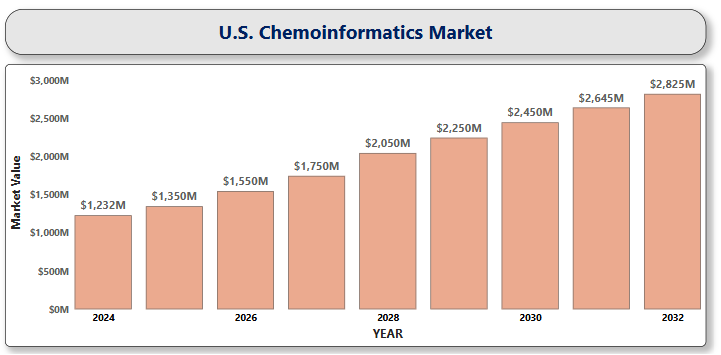 U.S. Chemoinformatics Market
$3,000M
$2,500M
$2,000M
$1,500M
$1,000M
$500M
$0M
Market Value
$1,232M
$1,350M
$1,550M
$1,750M
$2,050M
$2,250M
$2,450M
$2,645M
$2,825M
2024
2026
2028
2030
2032
YEAR